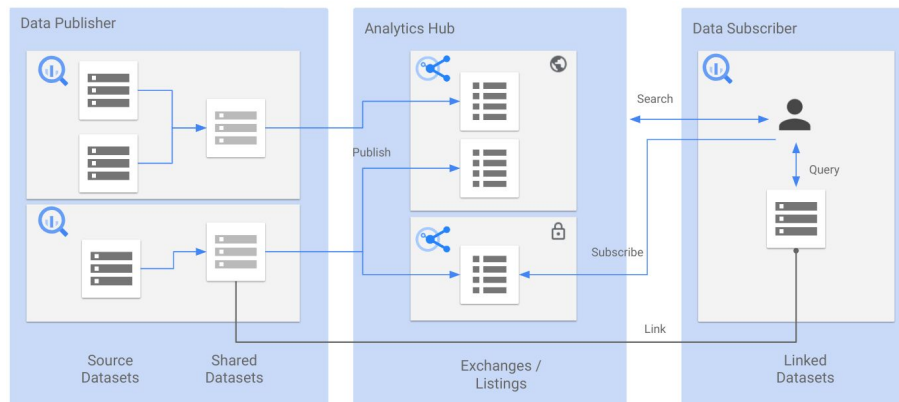 Data Publisher
Analytics Hub
Data Subscriber
Search
Publish
Query
Subscribe
Link
Source
Datasets
Shared
Datasets
Exchanges /
Listings
Linked
Datasets